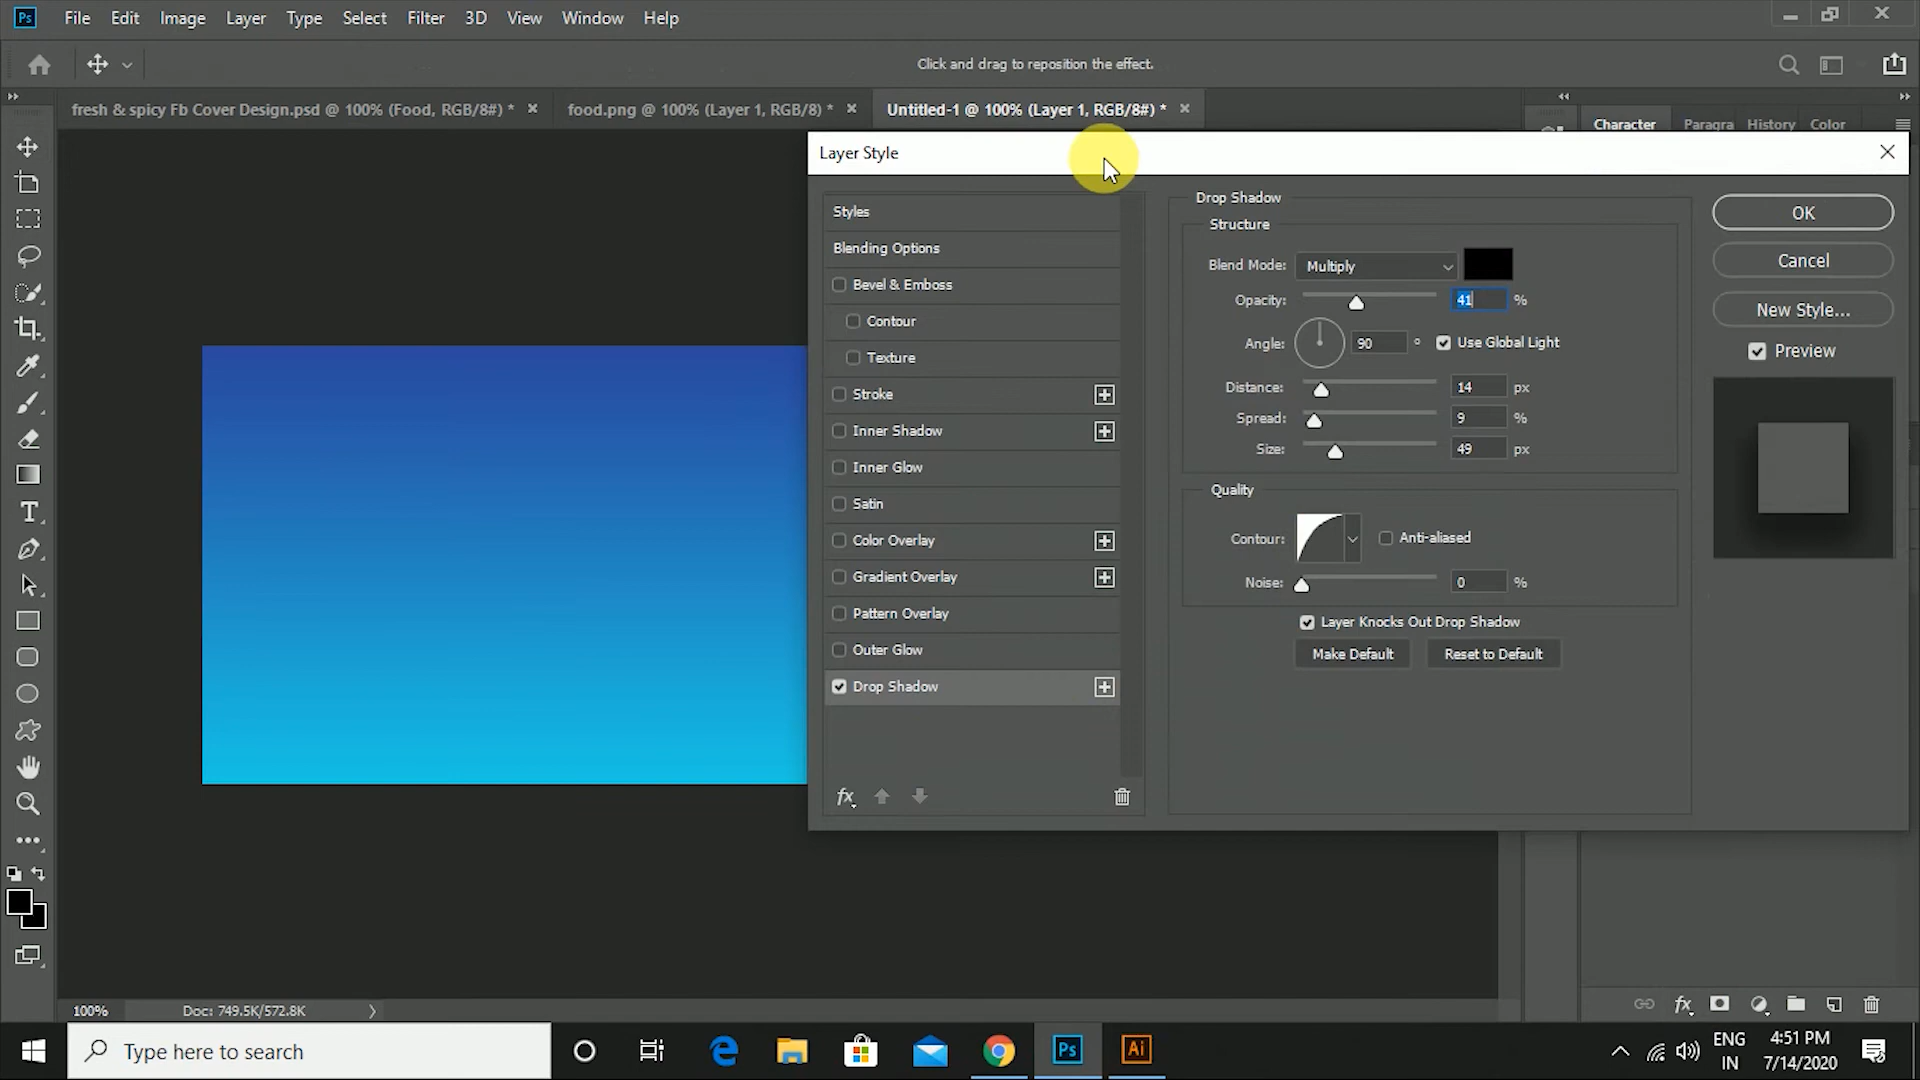 Ps File Edit Image Layer Type Select Filter 3D View Window Help
Click and drag to reposition the effect.
fresh & spicy Fb Cover Design.psd @ 100% (Food, RGB/8#) * × food.png @ 100% (Layer 1, RGB/8) * × Untitled-1 @ 100% (Layer 1, RGB/8#) * ×
Character Paragra History Color
Layer Style
Styles
Blending Options
Bevel & Emboss
Contour
Texture
Stroke
Inner Shadow
Inner Glow
Satin
Color Overlay
Gradient Overlay
Pattern Overlay
Outer Glow
Drop Shadow
fx
Drop Shadow
Structure
Blend Mode: Multiply
Opacity: 41 %
Angle: 90 ° Use Global Light
Distance: 14 px
Spread: 9 %
Size: 49 px
Quality
Contour: Anti-aliased
Noise: 0 %
Layer Knocks Out Drop Shadow
Make Default Reset to Default
OK
Cancel
New Style...
Preview
T
100% Doc: 749.5K/572.8K
fx
Type here to search
Ps Ai
ENG
IN
4:51 PM
7/14/2020